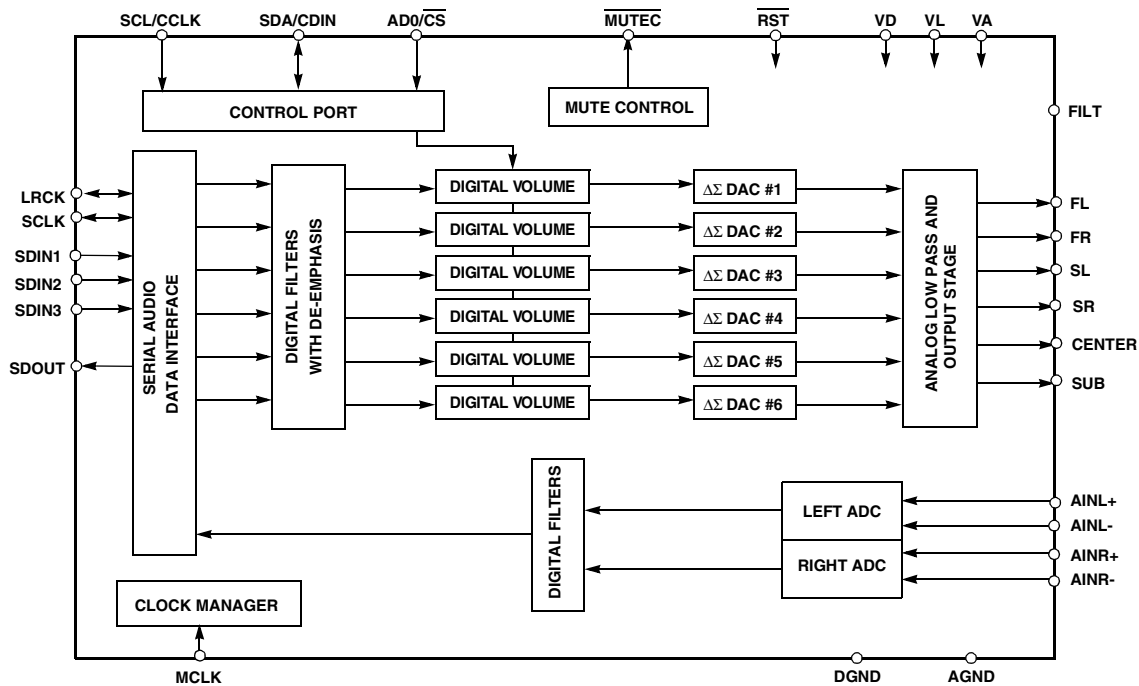 SCL/CCLK SDA/CDIN AD0/CS MUTEC RST VD VL VA
CONTROL PORT
MUTE CONTROL
FILT
LRCK
SCLK
SDIN1
SDIN2
SDIN3
SDOUT
SERIAL AUDIO
DATA INTERFACE
DIGITAL FILTERS
WITH DE-EMPHASIS
DIGITAL VOLUME
DIGITAL VOLUME
DIGITAL VOLUME
DIGITAL VOLUME
DIGITAL VOLUME
DIGITAL VOLUME
ΔΣ DAC #1
ΔΣ DAC #2
ΔΣ DAC #3
ΔΣ DAC #4
ΔΣ DAC #5
ΔΣ DAC #6
ANALOG LOW PASS AND
OUTPUT STAGE
FL
FR
SL
SR
CENTER
SUB
DIGITAL FILTERS
LEFT ADC
RIGHT ADC
AINL+
AINL-
AINR+
AINR-
CLOCK MANAGER
MCLK
DGND AGND